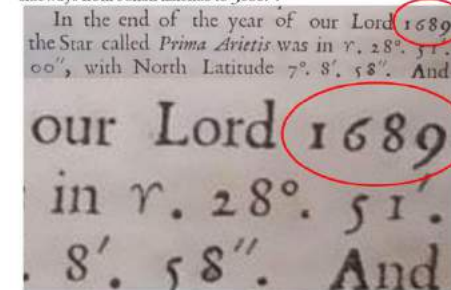 In the end of the year of our Lord 1689
the Star called Prima Arietis was in ♈. 28°. 51′.
00″, with North Latitude 7°. 8′. 58″. And
our Lord 1689
in ♈. 28°. 51′.
. 8′. 58″. And